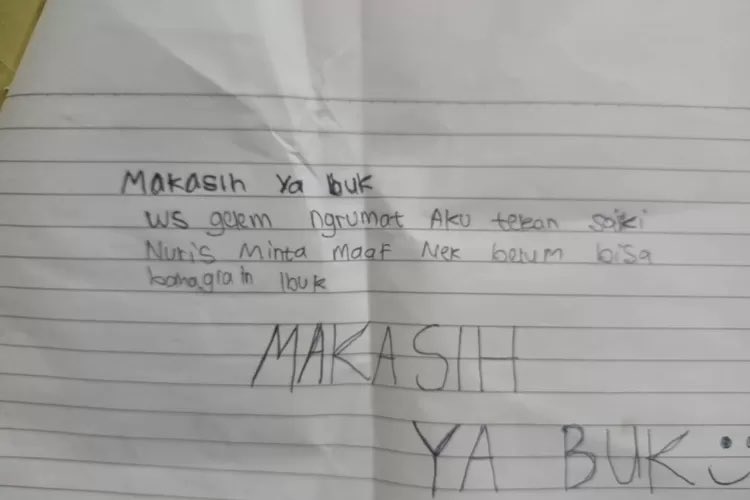 Makasih Ya buk
ws gelem ngrumat Aku tekan saiki
Nuris Minta maaf Nek belum bisa
bahagiain Ibuk
MAKASIH
YA BUK :)